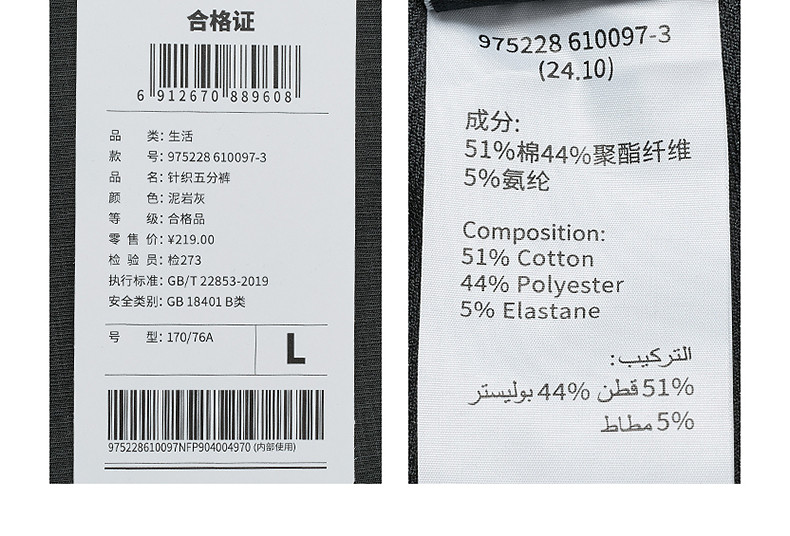 合格证
6 912670 889608
品 类: 生活
款 号: 975228 610097-3
品 名: 针织五分裤
颜 色: 泥岩灰
等 级: 合格品
零 售 价: ¥219.00
检 验 员: 检273
执行标准: GB/T 22853-2019
安全类别: GB 18401 B类
号 型: 170/76A
L
975228610097NFP904004970 (内部使用)
975228 610097-3
(24.10)
成分:
51%棉44%聚酯纤维
5%氨纶
Composition:
51% Cotton
44% Polyester
5% Elastane
التركيب:
51% قطن 44% بوليستر
5% مطاط